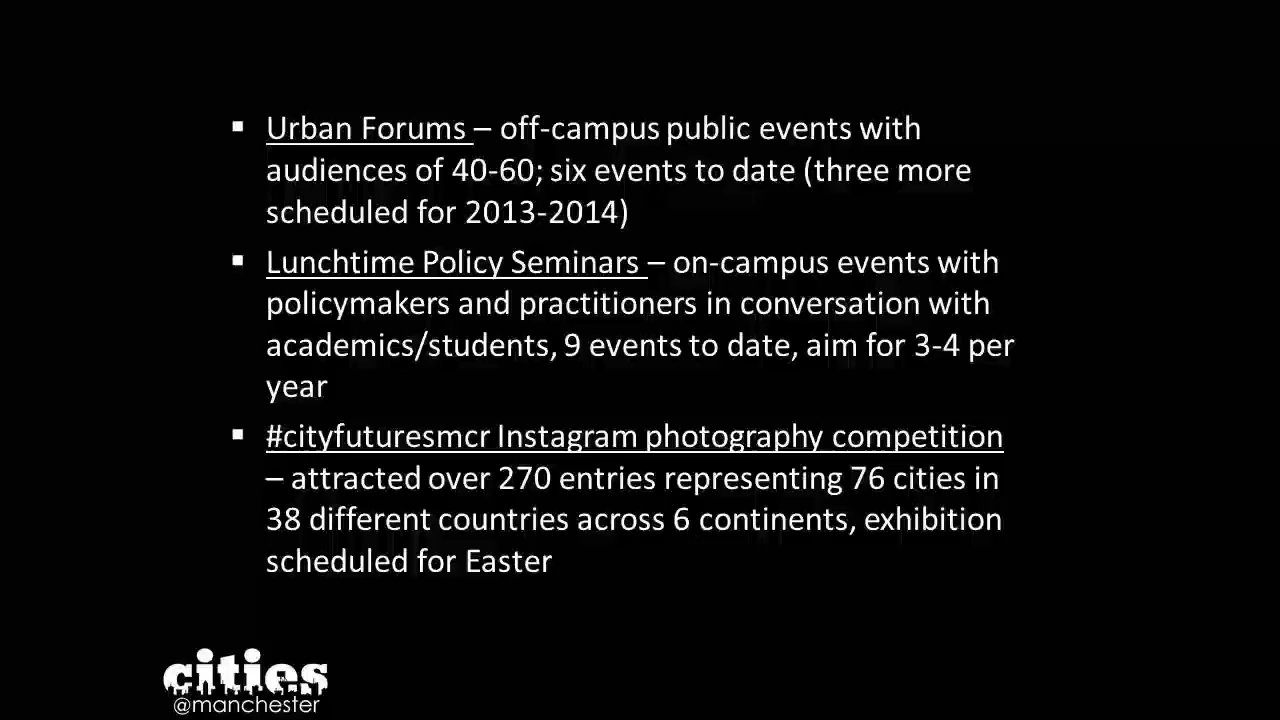 ▪ Urban Forums – off-campus public events with
audiences of 40-60; six events to date (three more
scheduled for 2013-2014)
▪ Lunchtime Policy Seminars – on-campus events with
policymakers and practitioners in conversation with
academics/students, 9 events to date, aim for 3-4 per
year
▪ #cityfuturesmcr Instagram photography competition
– attracted over 270 entries representing 76 cities in
38 different countries across 6 continents, exhibition
scheduled for Easter
cities
@manchester